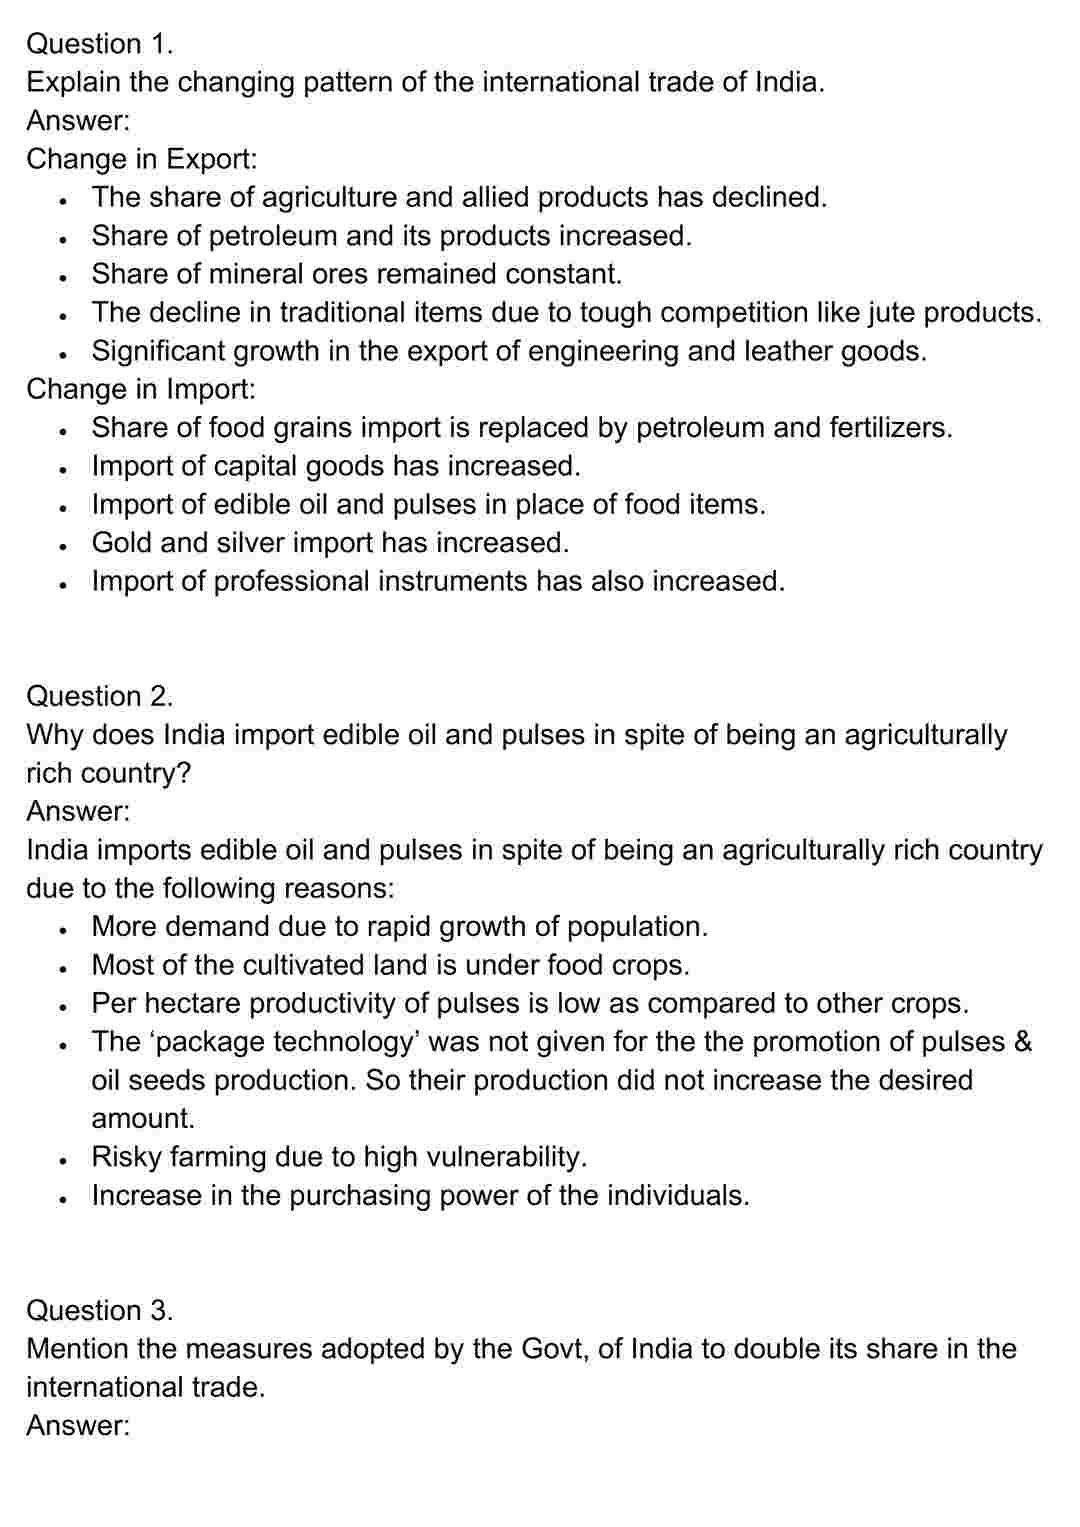 Question 1.
Explain the changing pattern of the international trade of India.
Answer:
Change in Export:
• The share of agriculture and allied products has declined.
• Share of petroleum and its products increased.
• Share of mineral ores remained constant.
• The decline in traditional items due to tough competition like jute products.
• Significant growth in the export of engineering and leather goods.
Change in Import:
• Share of food grains import is replaced by petroleum and fertilizers.
• Import of capital goods has increased.
• Import of edible oil and pulses in place of food items.
• Gold and silver import has increased.
• Import of professional instruments has also increased.
Question 2.
Why does India import edible oil and pulses in spite of being an agriculturally
rich country?
Answer:
India imports edible oil and pulses in spite of being an agriculturally rich country
due to the following reasons:
• More demand due to rapid growth of population.
• Most of the cultivated land is under food crops.
• Per hectare productivity of pulses is low as compared to other crops.
• The ‘package technology’ was not given for the the promotion of pulses &
oil seeds production. So their production did not increase the desired
amount.
• Risky farming due to high vulnerability.
• Increase in the purchasing power of the individuals.
Question 3.
Mention the measures adopted by the Govt, of India to double its share in the
international trade.
Answer: